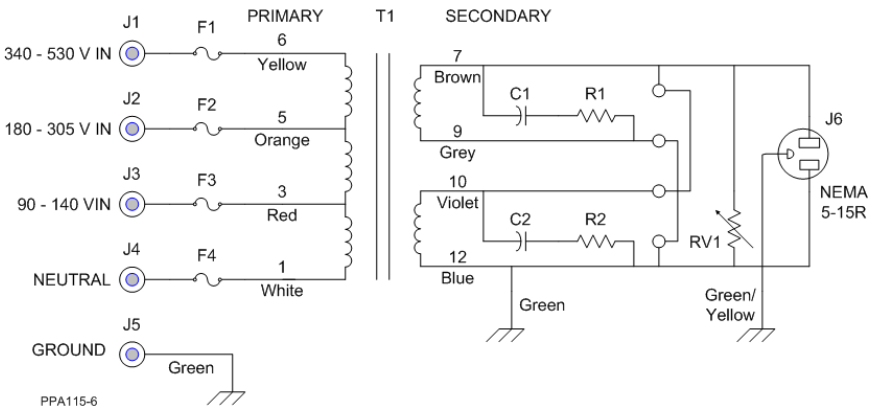 PRIMARY T1 SECONDARY
J1
F1
340 - 530 V IN
6
Yellow
7
Brown
C1 R1
J2
F2
180 - 305 V IN
5
Orange
9
Grey
J6
NEMA
5-15R
J3
F3
90 - 140 VIN
3
Red
10
Violet
C2 R2
RV1
J4
F4
NEUTRAL
1
White
12
Blue
Green
Green/
Yellow
J5
GROUND
Green
PPA115-6